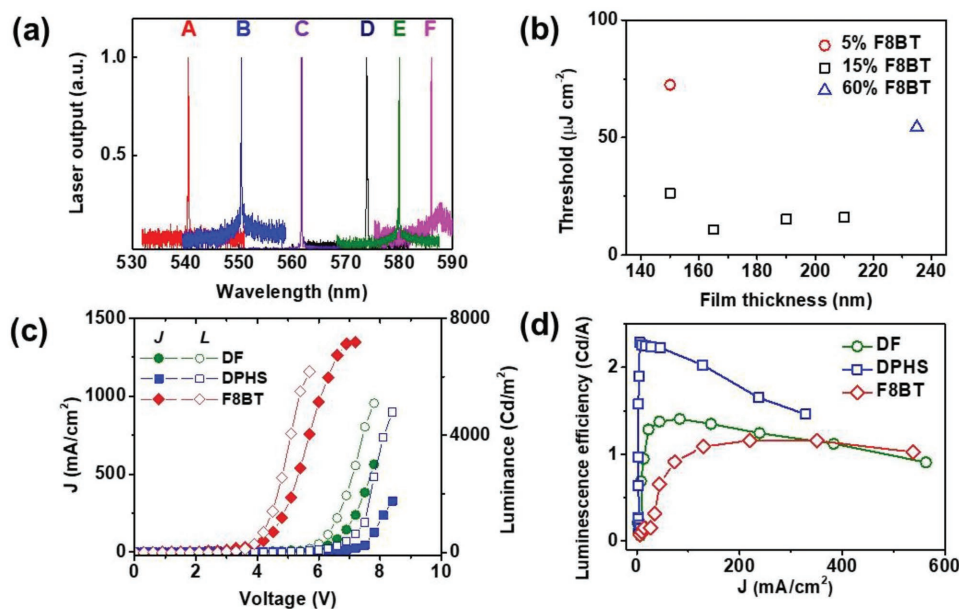 (a)
A B C D E F
Laser output (a.u.)
1.0
0.5
530 540 550 560 570 580 590
Wavelength (nm)
(b)
5% F8BT
15% F8BT
60% F8BT
Threshold (μJ cm⁻²)
100
75
50
25
0
140 160 180 200 220 240
Film thickness (nm)
(c)
J L
DF
DPHS
F8BT
J (mA/cm²)
1500
1000
500
0
8000
4000
0
Luminance (Cd/m²)
0 2 4 6 8 10
Voltage (V)
(d)
DF
DPHS
F8BT
Luminescence efficiency (Cd/A)
2
1
0
0 200 400 600
J (mA/cm²)